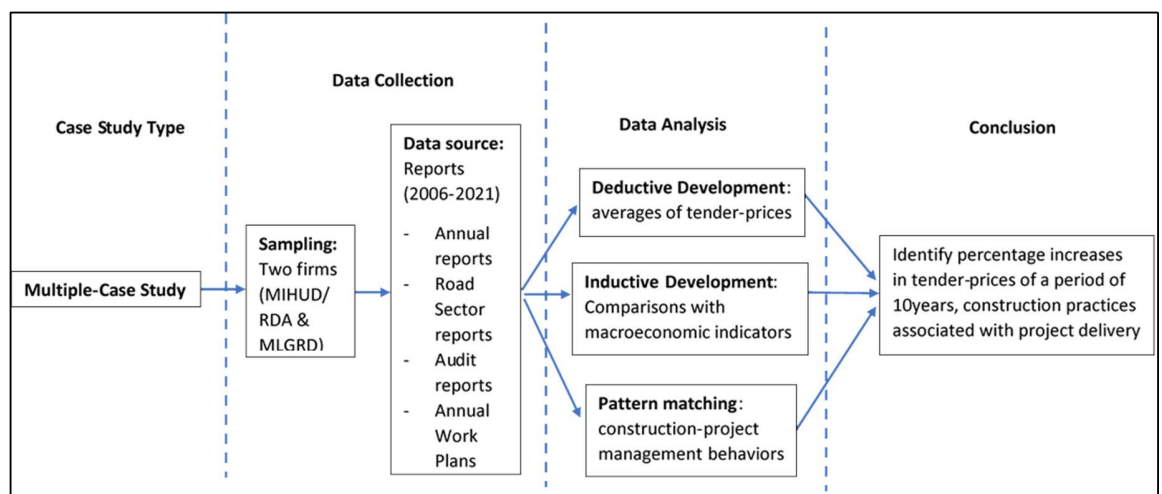 Case Study Type
Data Collection
Data Analysis
Conclusion
Multiple-Case Study
Sampling:
Two firms
(MIHUD/
RDA &
MLGRD)
Data source:
Reports
(2006-2021)
- Annual
reports
- Road
Sector
reports
- Audit
reports
- Annual
Work
Plans
Deductive Development:
averages of tender-prices
Inductive Development:
Comparisons with
macroeconomic indicators
Pattern matching:
construction-project
management behaviors
Identify percentage increases
in tender-prices of a period of
10years, construction practices
associated with project delivery